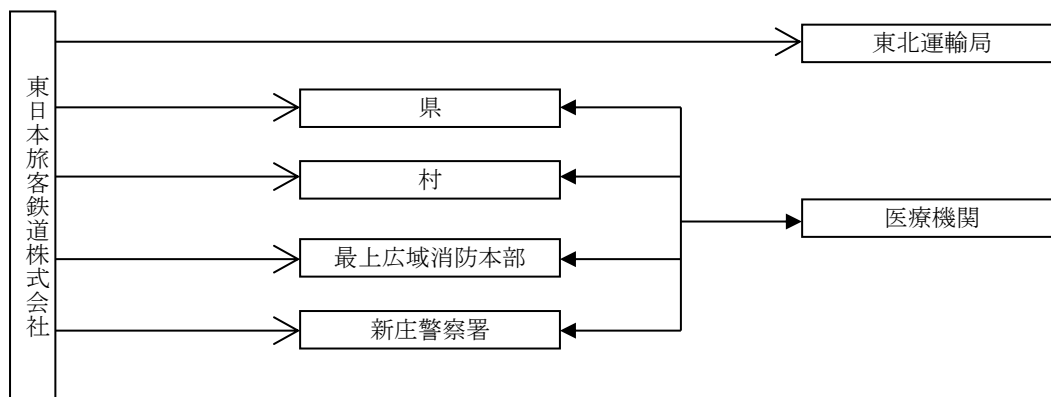 東日本旅客鉄道株式会社
東北運輸局
県
村
医療機関
最上広域消防本部
新庄警察署